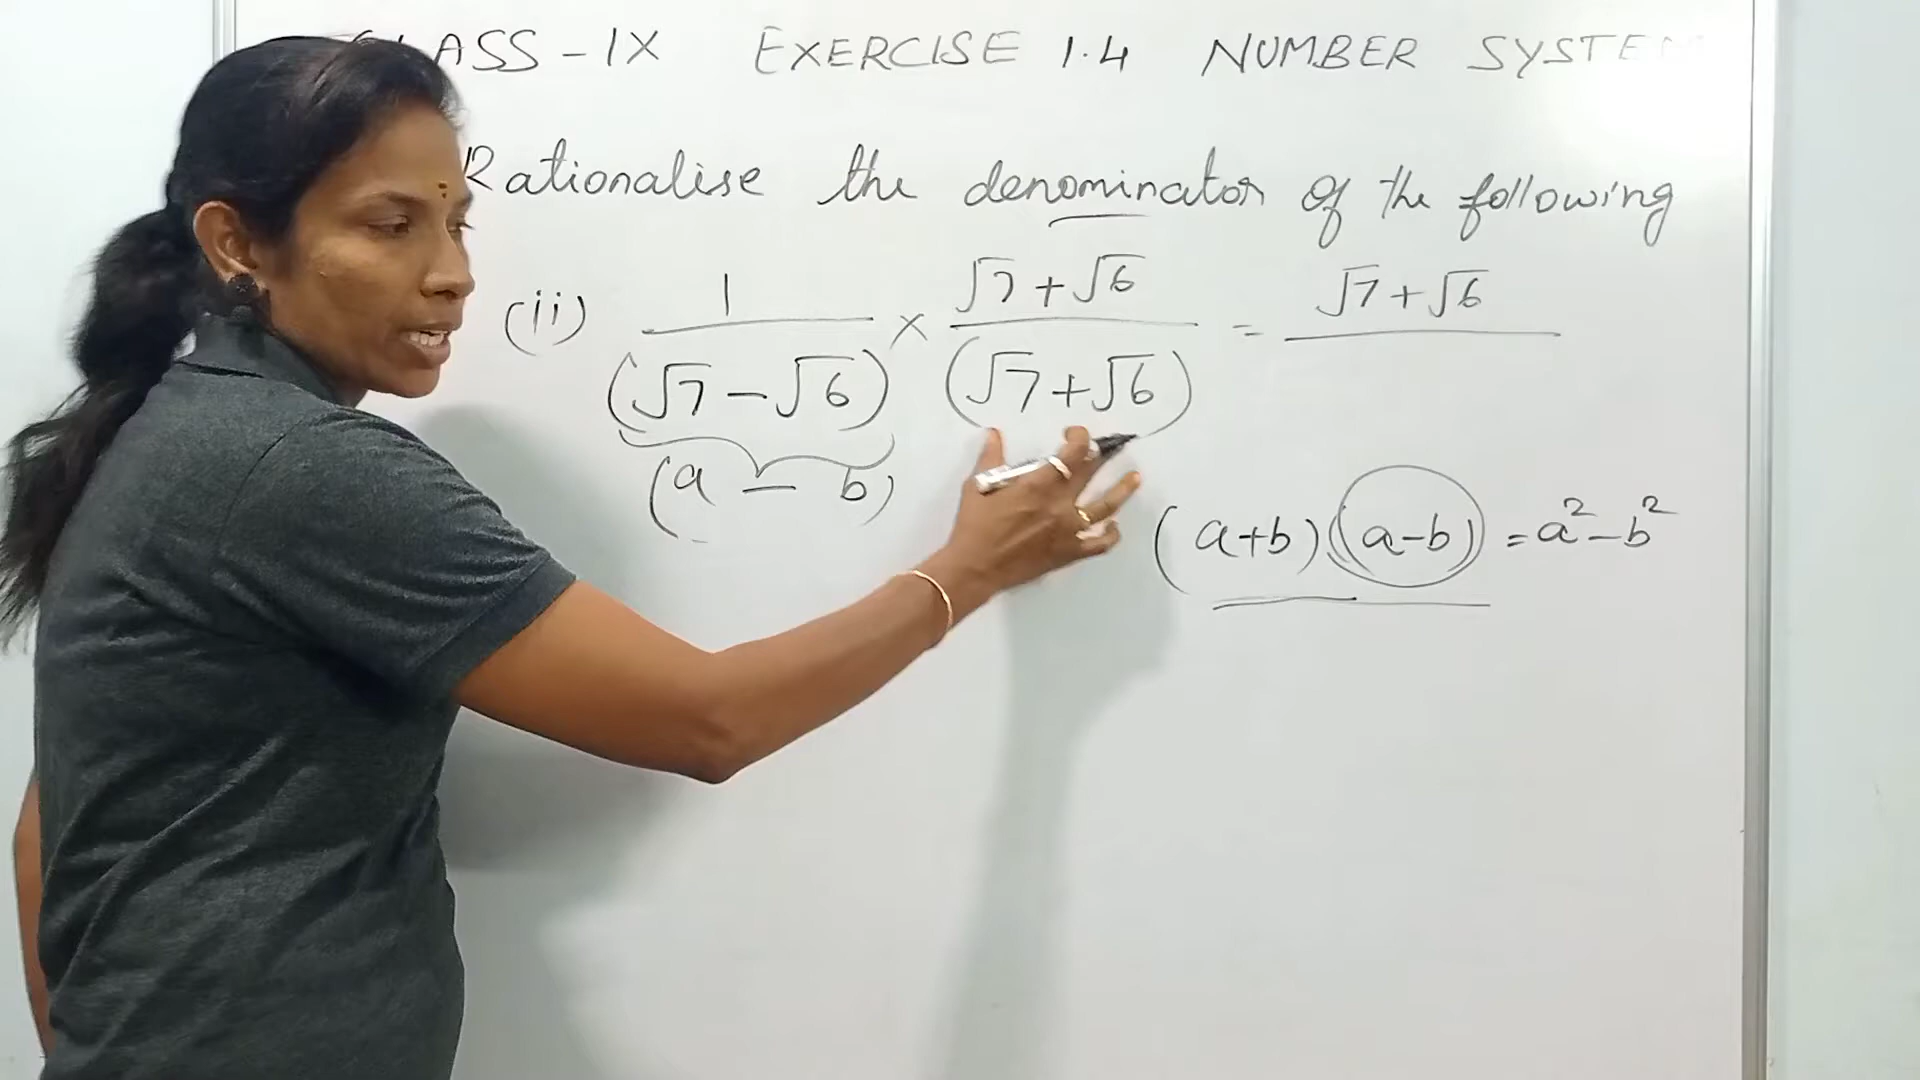 CLASS - IX EXERCISE 1.4 NUMBER SYSTEM
Rationalise the denominator of the following
(ii) 1 / (√7 - √6) × √7 + √6 / (√7 + √6) = √7 + √6
(a - b)
(a+b)(a-b) = a² - b²